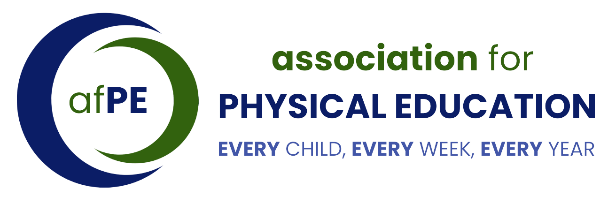 afPE
association for
PHYSICAL EDUCATION
EVERY CHILD, EVERY WEEK, EVERY YEAR